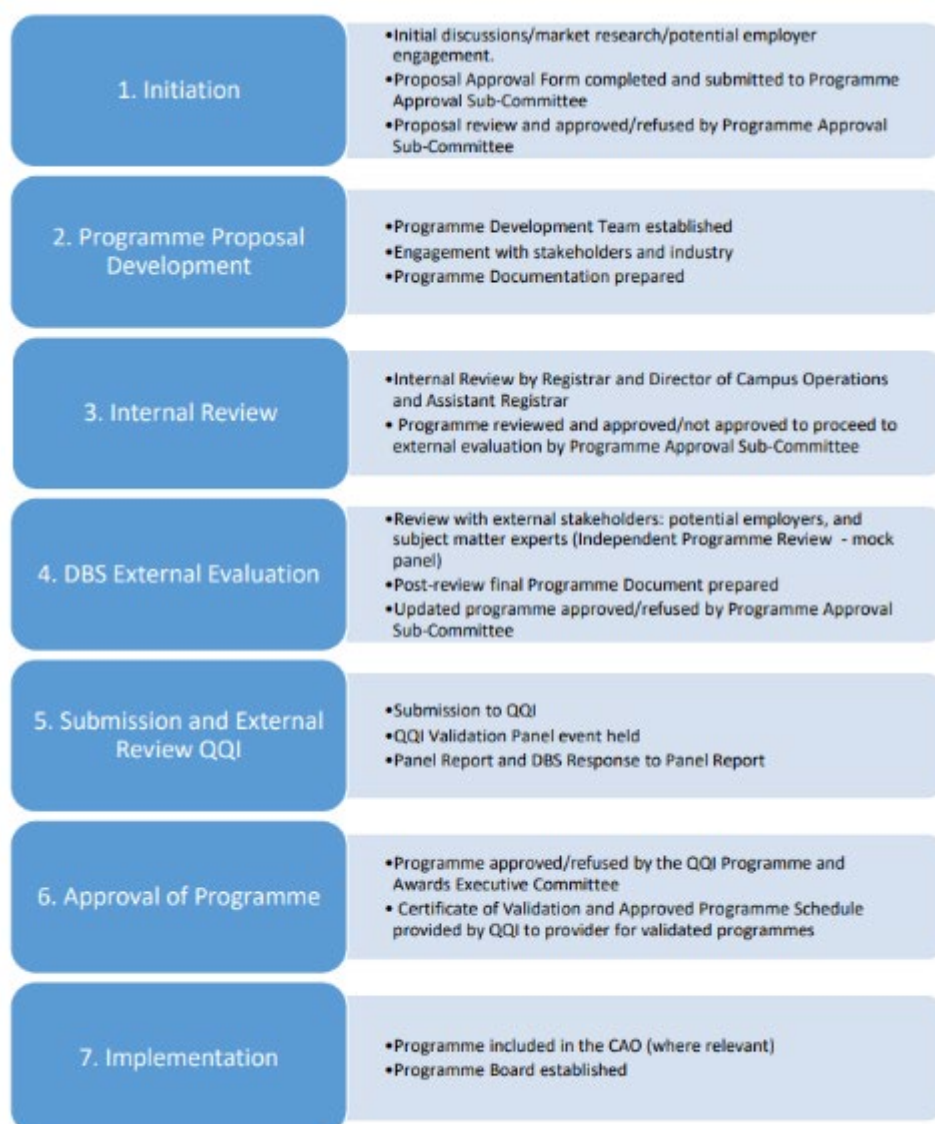 1. Initiation
•Initial discussions/market research/potential employer
engagement.
•Proposal Approval Form completed and submitted to Programme
Approval Sub-Committee
•Proposal review and approved/refused by Programme Approval
Sub-Committee
2. Programme Proposal
Development
•Programme Development Team established
•Engagement with stakeholders and industry
•Programme Documentation prepared
3. Internal Review
•Internal Review by Registrar and Director of Campus Operations
and Assistant Registrar
• Programme reviewed and approved/not approved to proceed to
external evaluation by Programme Approval Sub-Committee
4. DBS External Evaluation
•Review with external stakeholders: potential employers, and
subject matter experts (Independent Programme Review - mock
panel)
•Post-review final Programme Document prepared
•Updated programme approved/refused by Programme Approval
Sub-Committee
5. Submission and External
Review QQI
•Submission to QQI
•QQI Validation Panel event held
•Panel Report and DBS Response to Panel Report
6. Approval of Programme
•Programme approved/refused by the QQI Programme and
Awards Executive Committee
• Certificate of Validation and Approved Programme Schedule
provided by QQI to provider for validated programmes
7. Implementation
•Programme included in the CAO (where relevant)
•Programme Board established